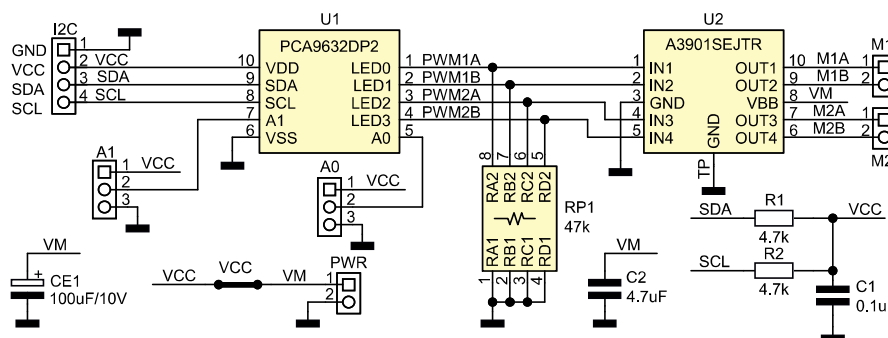 I2C
GND 1
VCC 2 VCC
SDA 3 SDA
SCL 4 SCL
U1
PCA9632DP2
10 VDD LED0 1 PWM1A
9 SDA LED1 2 PWM1B
8 SCL LED2 3 PWM2A
7 A1 LED3 4 PWM2B
6 VSS A0 5
U2
A3901SEJTR
1 IN1 OUT1 10 M1A 1 M1
2 IN2 OUT2 9 M1B 2
3 GND VBB 8 VM
4 IN3 OUT3 7 M2A 1
5 IN4 OUT4 6 M2B 2 M2
GND
TP
A1
1 VCC
2
3
A0
1 VCC
2
3
8 7 6 5
RA2 RB2 RC2 RD2
RP1
47k
RA1 RB1 RC1 RD1
1 2 3 4
SDA R1 VCC
4.7k
SCL R2
4.7k
C1
0.1u
VM
CE1
+
100uF/10V
VCC VCC VM 1 PWR
2
VM
C2
4.7uF